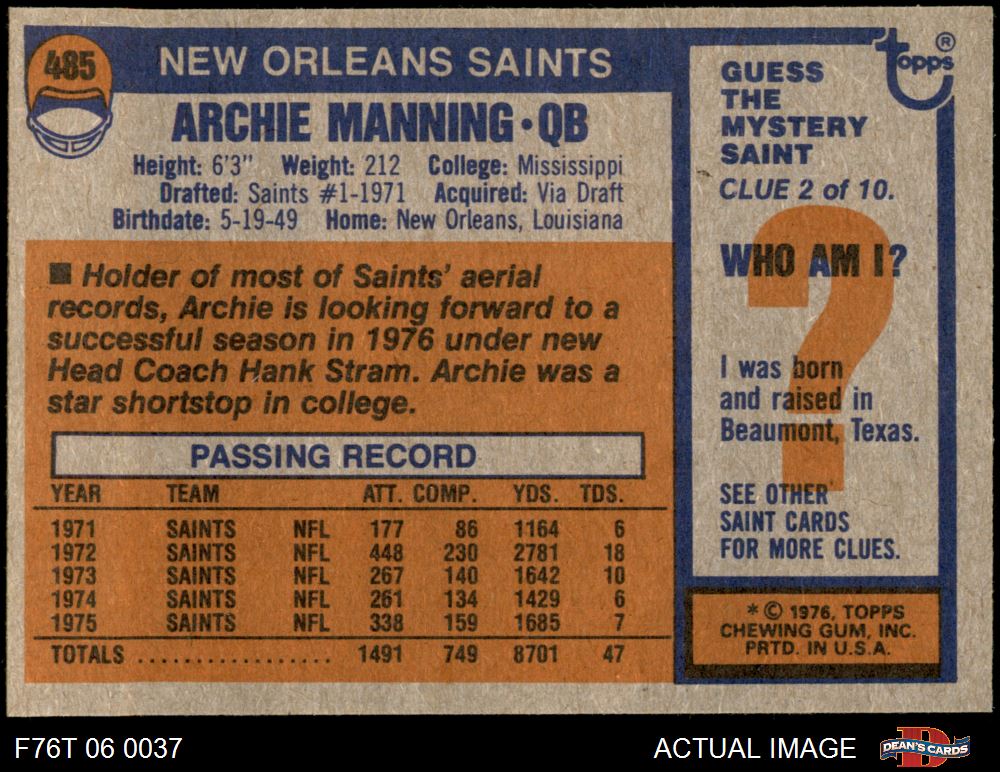 485
NEW ORLEANS SAINTS
ARCHIE MANNING • QB
Height: 6'3" Weight: 212 College: Mississippi
Drafted: Saints #1-1971 Acquired: Via Draft
Birthdate: 5-19-49 Home: New Orleans, Louisiana
■ Holder of most of Saints' aerial
records, Archie is looking forward to a
successful season in 1976 under new
Head Coach Hank Stram. Archie was a
star shortstop in college.
PASSING RECORD
YEAR TEAM ATT. COMP. YDS. TDS.
1971 SAINTS NFL 177 86 1164 6
1972 SAINTS NFL 448 230 2781 18
1973 SAINTS NFL 267 140 1642 10
1974 SAINTS NFL 261 134 1429 6
1975 SAINTS NFL 338 159 1685 7
TOTALS .................. 1491 749 8701 47
topps ®
GUESS
THE
MYSTERY
SAINT
CLUE 2 of 10.
?
WHO AM I?
I was born
and raised in
Beaumont, Texas.
SEE OTHER
SAINT CARDS
FOR MORE CLUES.
* © 1976, TOPPS
CHEWING GUM, INC.
PRTD. IN U.S.A.
F76T 06 0037
ACTUAL IMAGE
DEAN'S CARDS